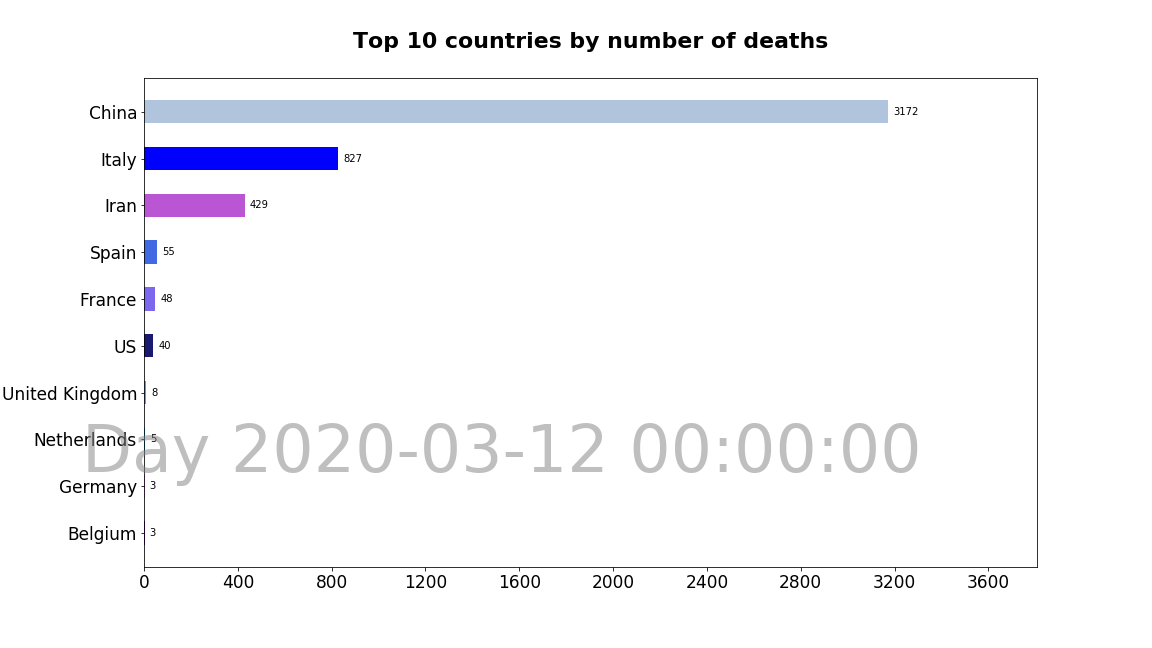 Top 10 countries by number of deaths
China 3172
Italy 827
Iran 429
Spain 55
France 48
US 40
United Kingdom 8
Netherlands 5
Day 2020-03-12 00:00:00
Germany 3
Belgium 3
0 400 800 1200 1600 2000 2400 2800 3200 3600